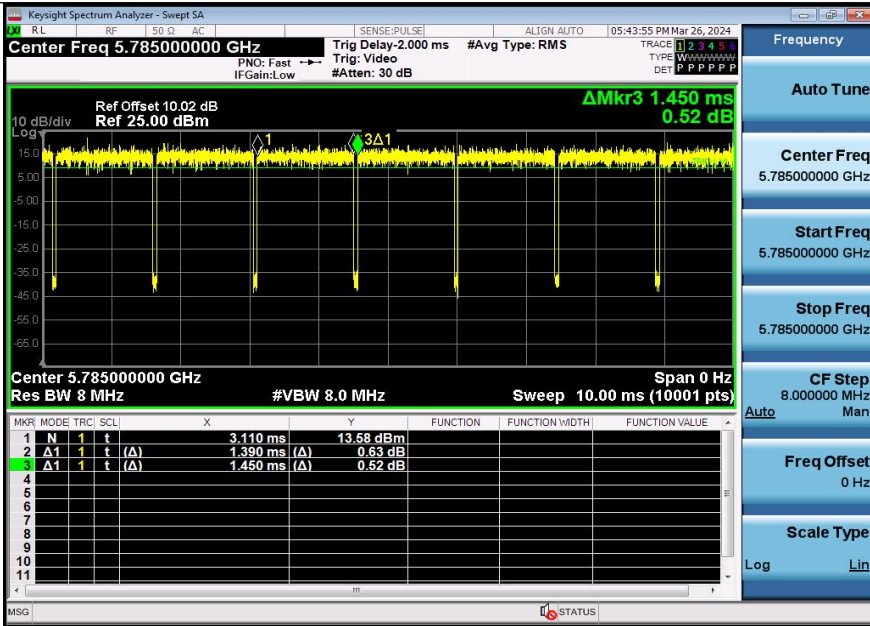 Keysight Spectrum Analyzer - Swept SA
LXI RL RF 50 Ω AC SENSE:PULSE ALIGN AUTO 05:43:55 PM Mar 26, 2024
Center Freq 5.785000000 GHz Trig Delay-2.000 ms #Avg Type: RMS TRACE 1 2 3 4 5 6
PNO: Fast Trig: Video TYPE WWWWWW
IFGain:Low #Atten: 30 dB DET P P P P P P
Frequency
Auto Tune
Center Freq
5.785000000 GHz
Start Freq
5.785000000 GHz
Stop Freq
5.785000000 GHz
CF Step
8.000000 MHz
Auto Man
Freq Offset
0 Hz
Scale Type
Log Lin
ΔMkr3 1.450 ms
0.52 dB
Ref Offset 10.02 dB
10 dB/div Ref 25.00 dBm
Log
1
3Δ1
15.0
5.00
-5.00
-15.0
-25.0
-35.0
-45.0
-55.0
-65.0
Center 5.785000000 GHz Span 0 Hz
Res BW 8 MHz #VBW 8.0 MHz Sweep 10.00 ms (10001 pts)
MKR MODE TRC SCL X Y FUNCTION FUNCTION WIDTH FUNCTION VALUE
1 N 1 t 3.110 ms 13.58 dBm
2 Δ1 1 t (Δ) 1.390 ms (Δ) 0.63 dB
3 Δ1 1 t (Δ) 1.450 ms (Δ) 0.52 dB
4
5
6
7
8
9
10
11
MSG STATUS